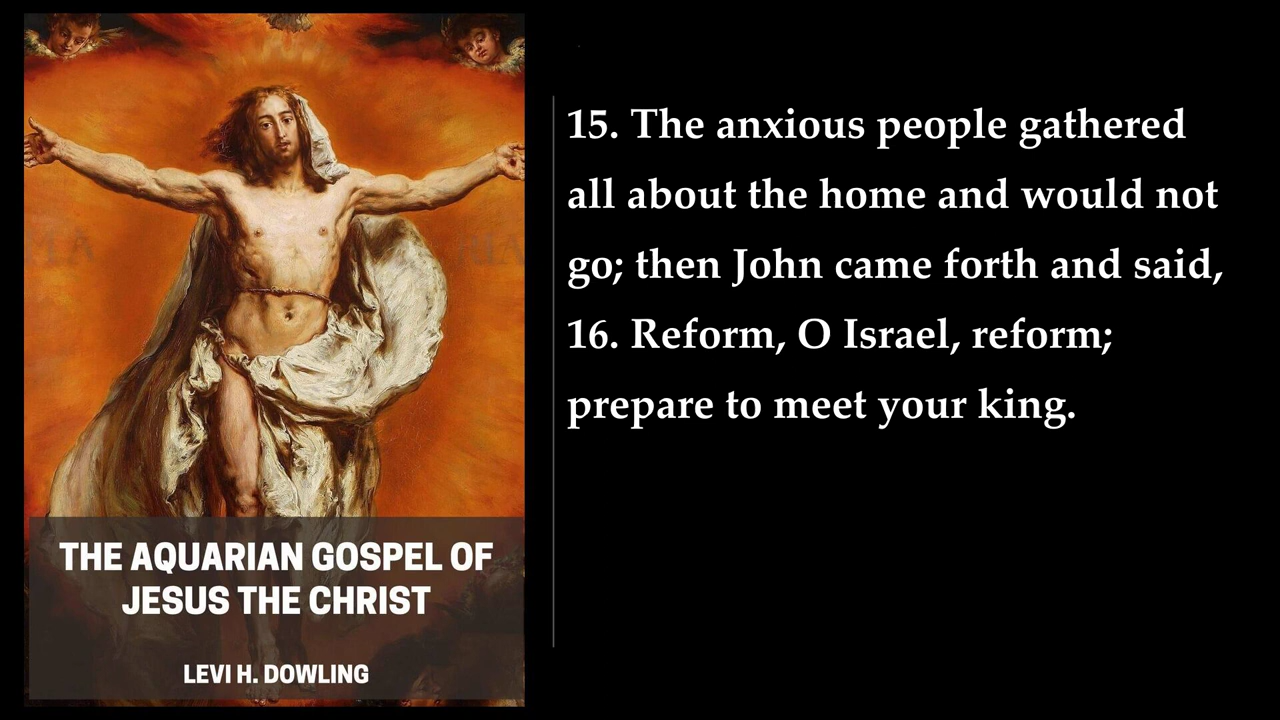 THE AQUARIAN GOSPEL OF
JESUS THE CHRIST
LEVI H. DOWLING
15. The anxious people gathered
all about the home and would not
go; then John came forth and said,
16. Reform, O Israel, reform;
prepare to meet your king.